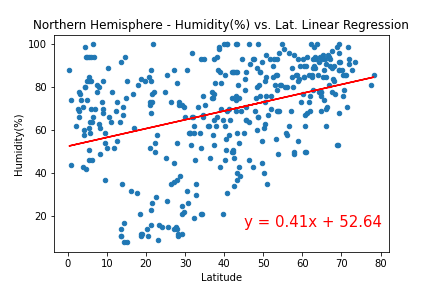 Northern Hemisphere - Humidity(%) vs. Lat. Linear Regression
100
80
60
40
20
Humidity(%)
y = 0.41x + 52.64
0 10 20 30 40 50 60 70 80
Latitude